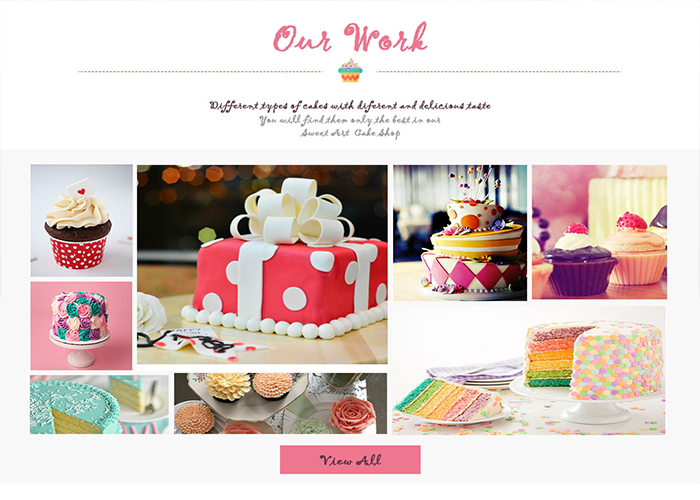 Our Work
Different types of cakes with diferent and delicious taste
You will find them only the best in our
Sweet Art Cake Shop
View All